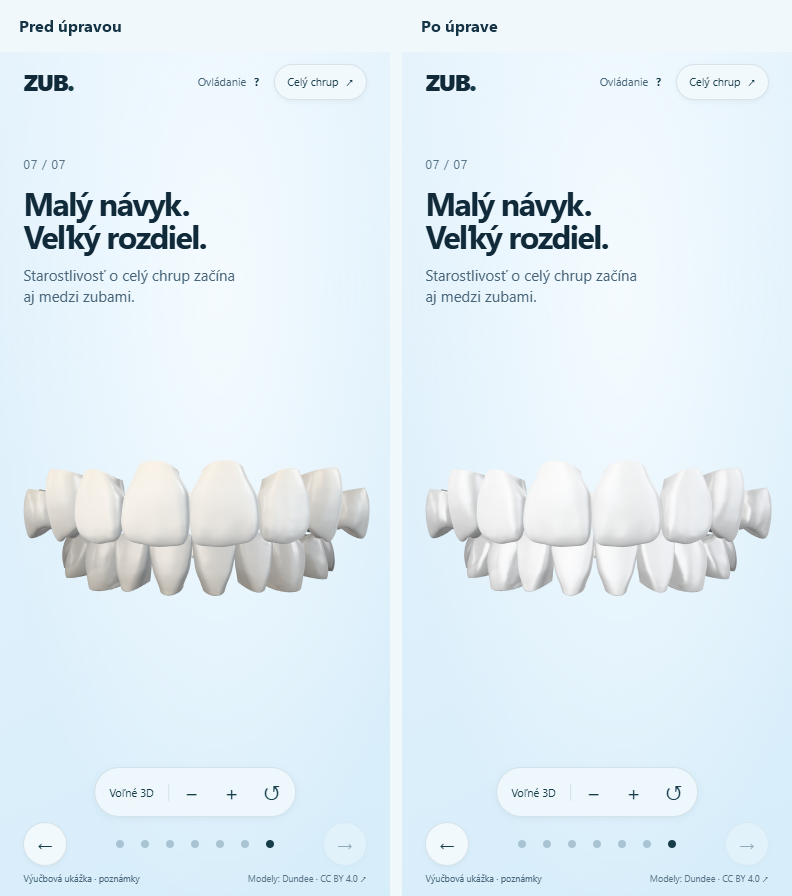 Pred úpravou
ZUB.
Ovládanie ?
Celý chrup ↗
07 / 07
Malý návyk.
Veľký rozdiel.
Starostlivosť o celý chrup začína
aj medzi zubami.
Voľné 3D − + ↺
← →
Výučbová ukážka · poznámky
Modely: Dundee · CC BY 4.0 ↗
Po úprave
ZUB.
Ovládanie ?
Celý chrup ↗
07 / 07
Malý návyk.
Veľký rozdiel.
Starostlivosť o celý chrup začína
aj medzi zubami.
Voľné 3D − + ↺
← →
Výučbová ukážka · poznámky
Modely: Dundee · CC BY 4.0 ↗